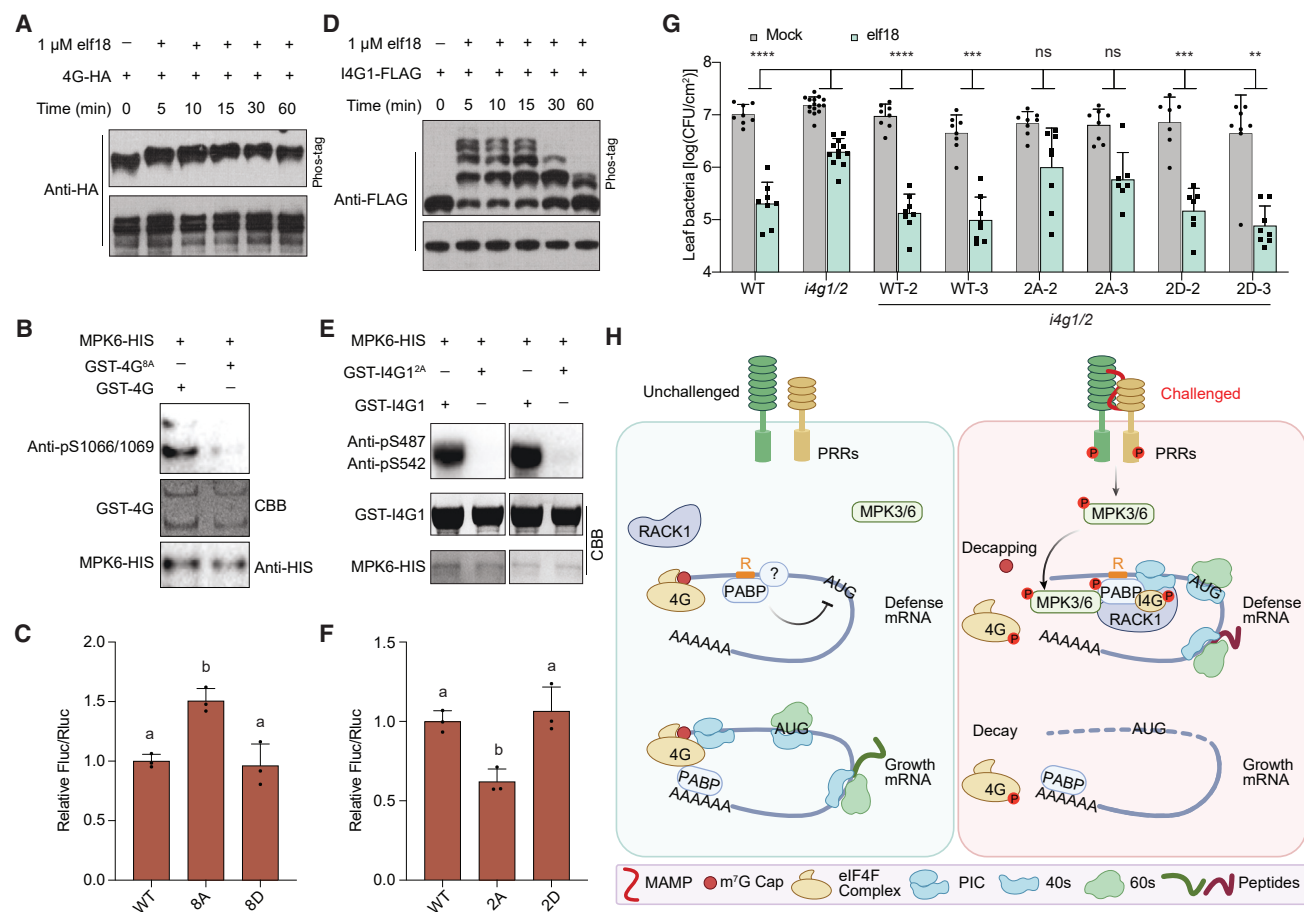 A
1 µM elf18 – + + + + +
4G-HA + + + + + +
Time (min) 0 5 10 15 30 60
Anti-HA
Phos-tag
B
MPK6-HIS + +
GST-4G8A – +
GST-4G + –
Anti-pS1066/1069
GST-4G
CBB
MPK6-HIS
Anti-HIS
C
Relative Fluc/Rluc
2.0
1.5
1.0
0.5
0.0
a
b
a
WT 8A 8D
D
1 µM elf18 – + + + + +
I4G1-FLAG + + + + + +
Time (min) 0 5 10 15 30 60
Anti-FLAG
Phos-tag
E
MPK6-HIS + + + +
GST-I4G12A – + – +
GST-I4G1 + – + –
Anti-pS487
Anti-pS542
GST-I4G1
MPK6-HIS
CBB
F
Relative Fluc/Rluc
1.5
1.0
0.5
0.0
a
b
a
WT 2A 2D
G
Mock elf18
**** **** *** ns ns *** **
Leaf bacteria [log(CFU/cm2)]
8
7
6
5
4
WT i4g1/2 WT-2 WT-3 2A-2 2A-3 2D-2 2D-3
i4g1/2
H
Unchallenged
PRRs
MPK3/6
RACK1
R
?
PABP
4G
AUG
Defense
mRNA
AAAAAA
4G
AUG
PABP
AAAAAA
Growth
mRNA
Challenged
P P
PRRs
P
MPK3/6
Decapping
R
P
PABP
AUG
P
MPK3/6
I4G
P
RACK1
Defense
mRNA
4G
P
AAAAAA
Decay
AUG
4G
P
PABP
AAAAAA
Growth
mRNA
MAMP m7G Cap eIF4F
Complex PIC 40s 60s Peptides